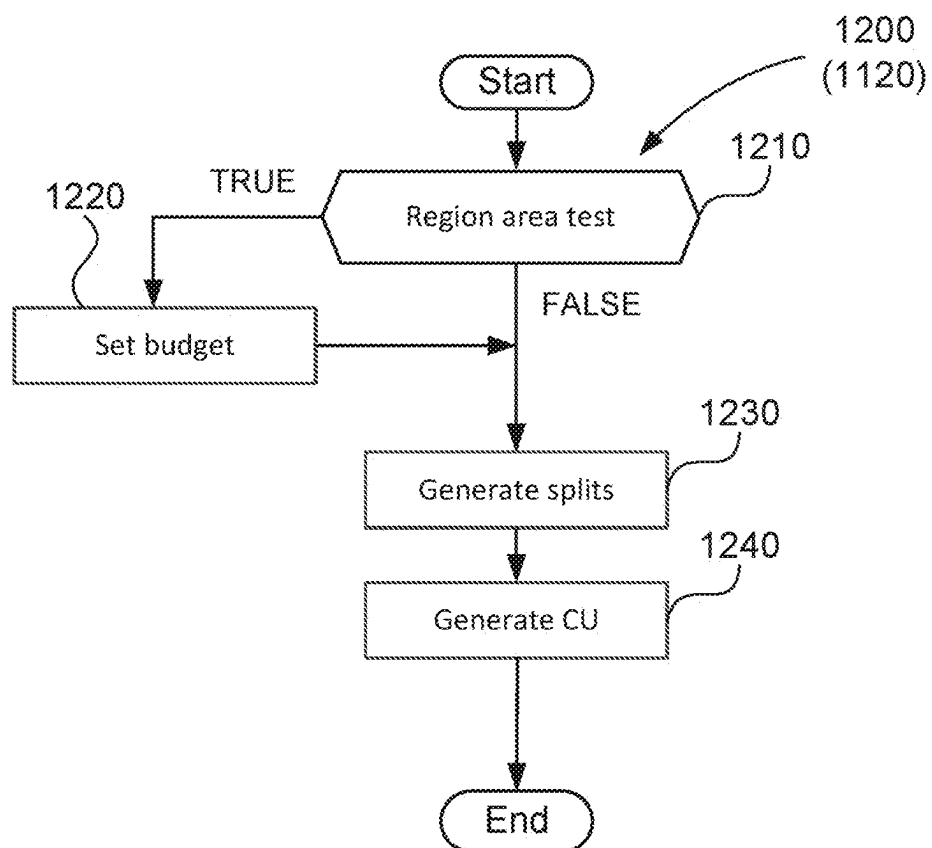 1200
(1120)
Start
1210
Region area test
TRUE
1220
FALSE
Set budget
1230
Generate splits
1240
Generate CU
End